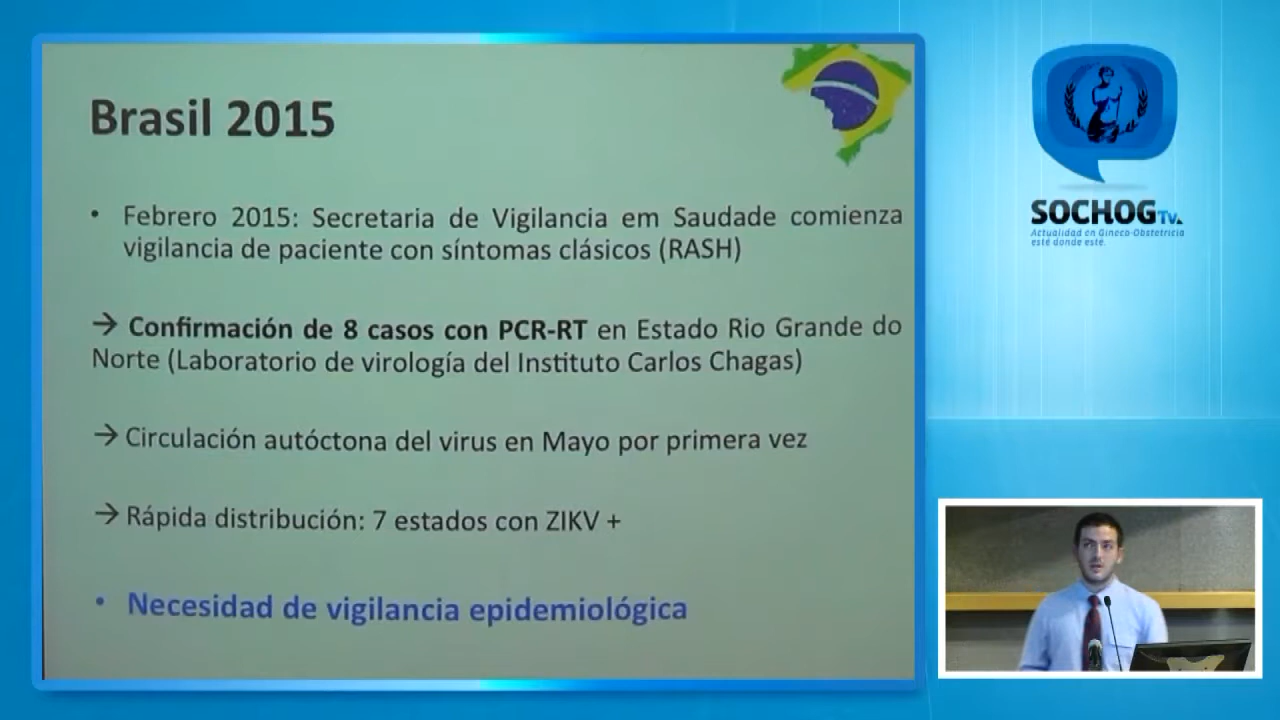 Brasil 2015
• Febrero 2015: Secretaria de Vigilancia em Saudade comienza
vigilancia de paciente con síntomas clásicos (RASH)
→ Confirmación de 8 casos con PCR-RT en Estado Rio Grande do
Norte (Laboratorio de virología del Instituto Carlos Chagas)
→ Circulación autóctona del virus en Mayo por primera vez
→ Rápida distribución: 7 estados con ZIKV +
• Necesidad de vigilancia epidemiológica
SOCHOG Tv.
Actualidad en Gineco-Obstetricia
esté donde esté.